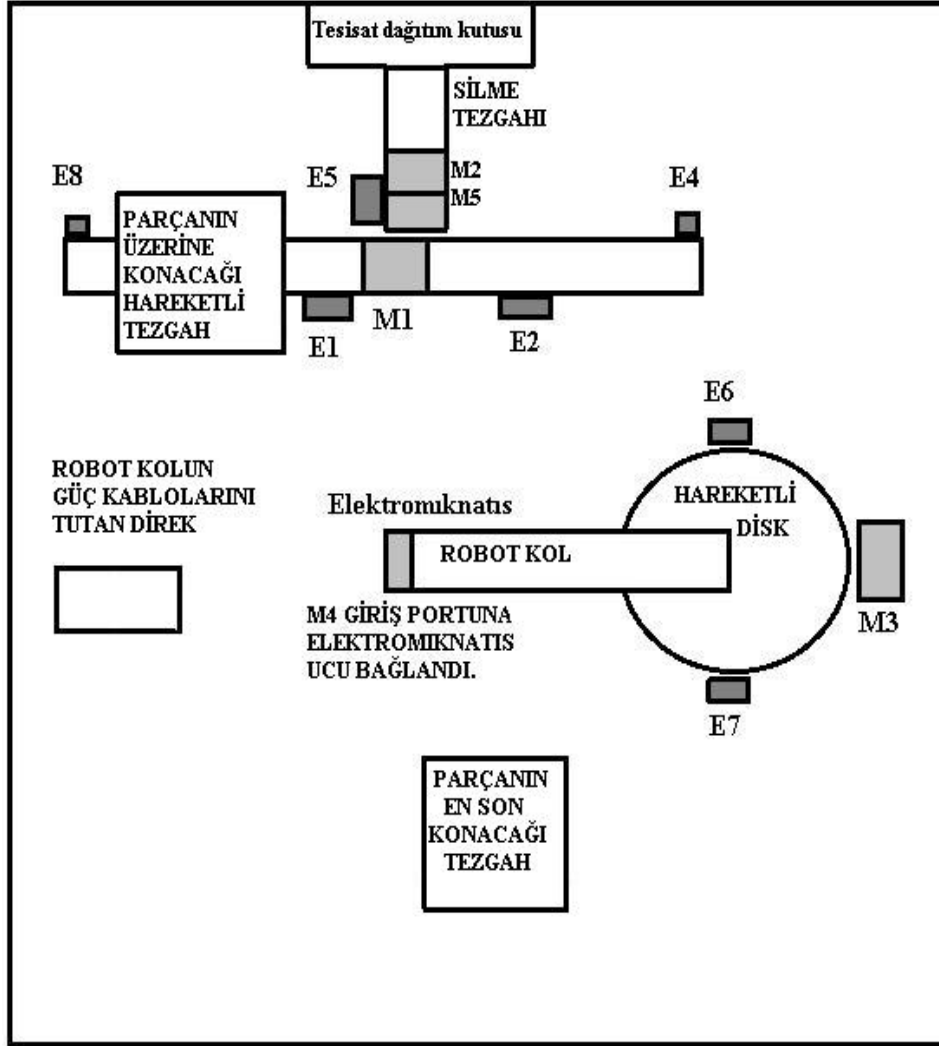 Tesisat dağıtım kutusu
SİLME
TEZGAHI
M2
M5
E8
E5
E4
PARÇANIN
ÜZERİNE
KONACAĞI
HAREKETLİ
TEZGAH
E1
M1
E2
E6
ROBOT KOLUN
GÜÇ KABLOLARINI
TUTAN DİREK
Elektromıknatıs
HAREKETLİ
DİSK
ROBOT KOL
M4 GİRİŞ PORTUNA
ELEKTROMIKNATIS
UCU BAĞLANDI.
M3
E7
PARÇANIN
EN SON
KONACAĞI
TEZGAH